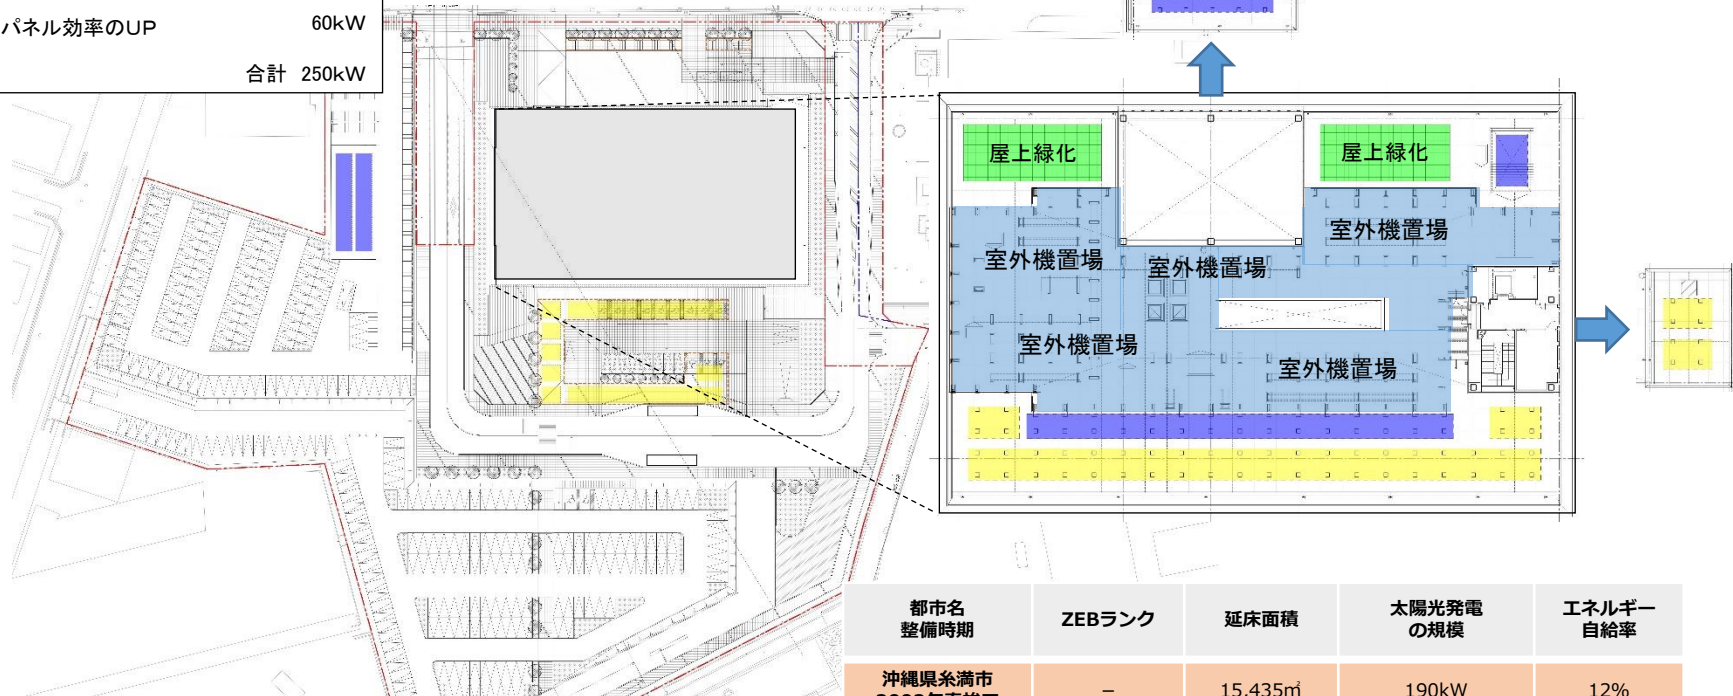 パネル効率のUP 60kW
合計 250kW
屋上緑化
屋上緑化
室外機置場
室外機置場
室外機置場
室外機置場
室外機置場
都市名
整備時期
ZEBランク
延床面積
太陽光発電
の規模
エネルギー
自給率
沖縄県糸満市
－
15,435㎡
190kW
12%